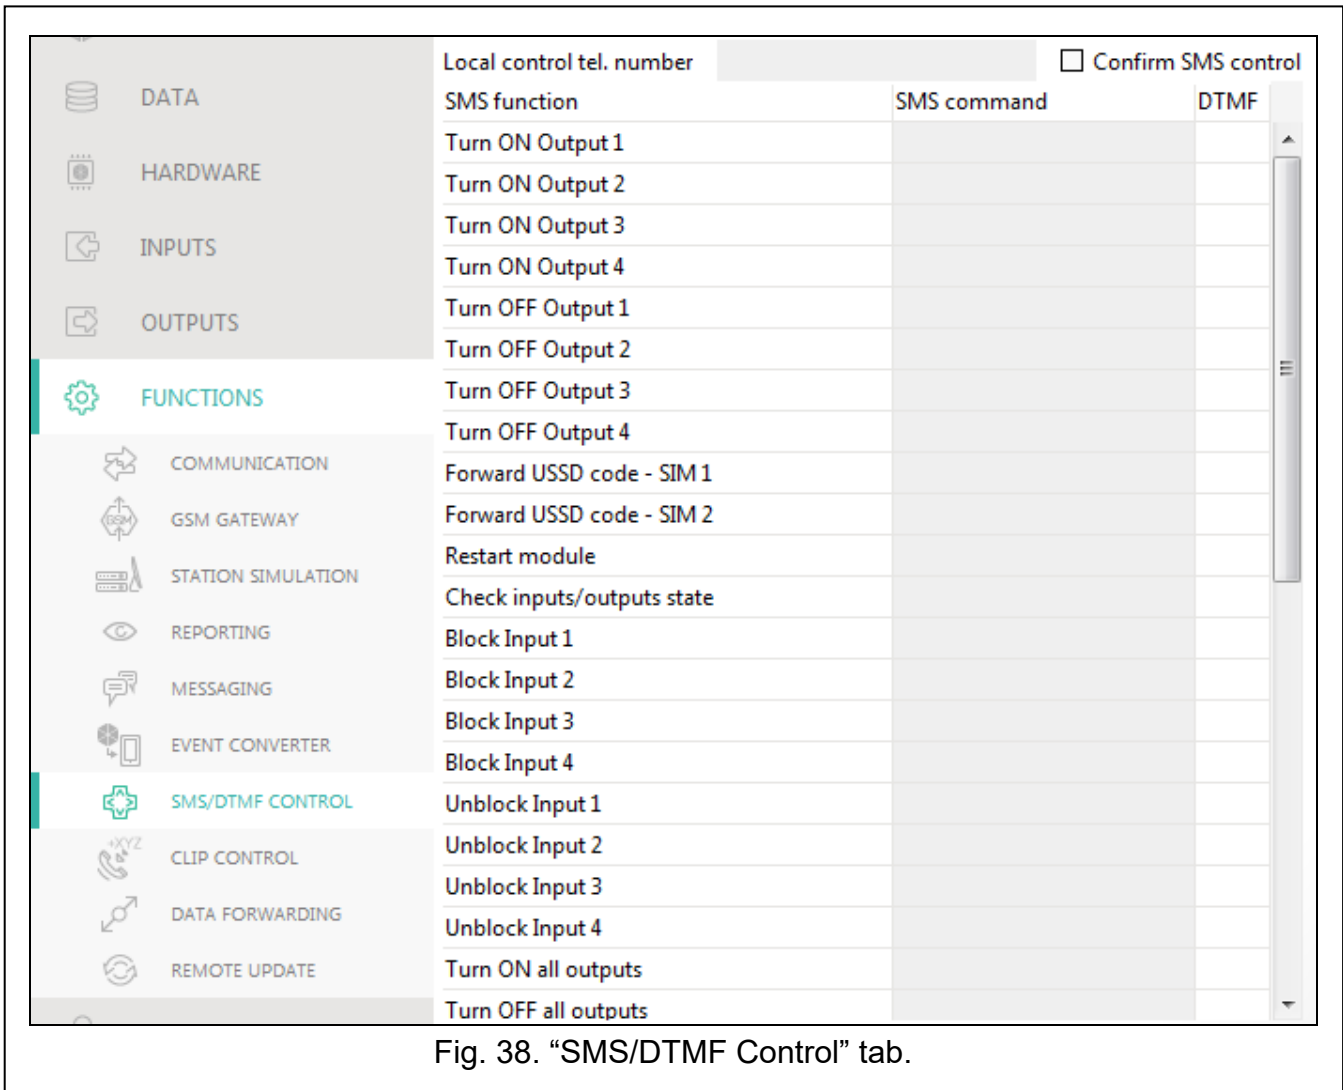 DATA
HARDWARE
INPUTS
OUTPUTS
FUNCTIONS
COMMUNICATION
GSM
GSM GATEWAY
STATION SIMULATION
REPORTING
MESSAGING
EVENT CONVERTER
SMS/DTMF CONTROL
+XYZ
CLIP CONTROL
DATA FORWARDING
REMOTE UPDATE
Local control tel. number
Confirm SMS control
SMS function SMS command DTMF
Turn ON Output 1
Turn ON Output 2
Turn ON Output 3
Turn ON Output 4
Turn OFF Output 1
Turn OFF Output 2
Turn OFF Output 3
Turn OFF Output 4
Forward USSD code - SIM 1
Forward USSD code - SIM 2
Restart module
Check inputs/outputs state
Block Input 1
Block Input 2
Block Input 3
Block Input 4
Unblock Input 1
Unblock Input 2
Unblock Input 3
Unblock Input 4
Turn ON all outputs
Turn OFF all outputs
Fig. 38. “SMS/DTMF Control” tab.